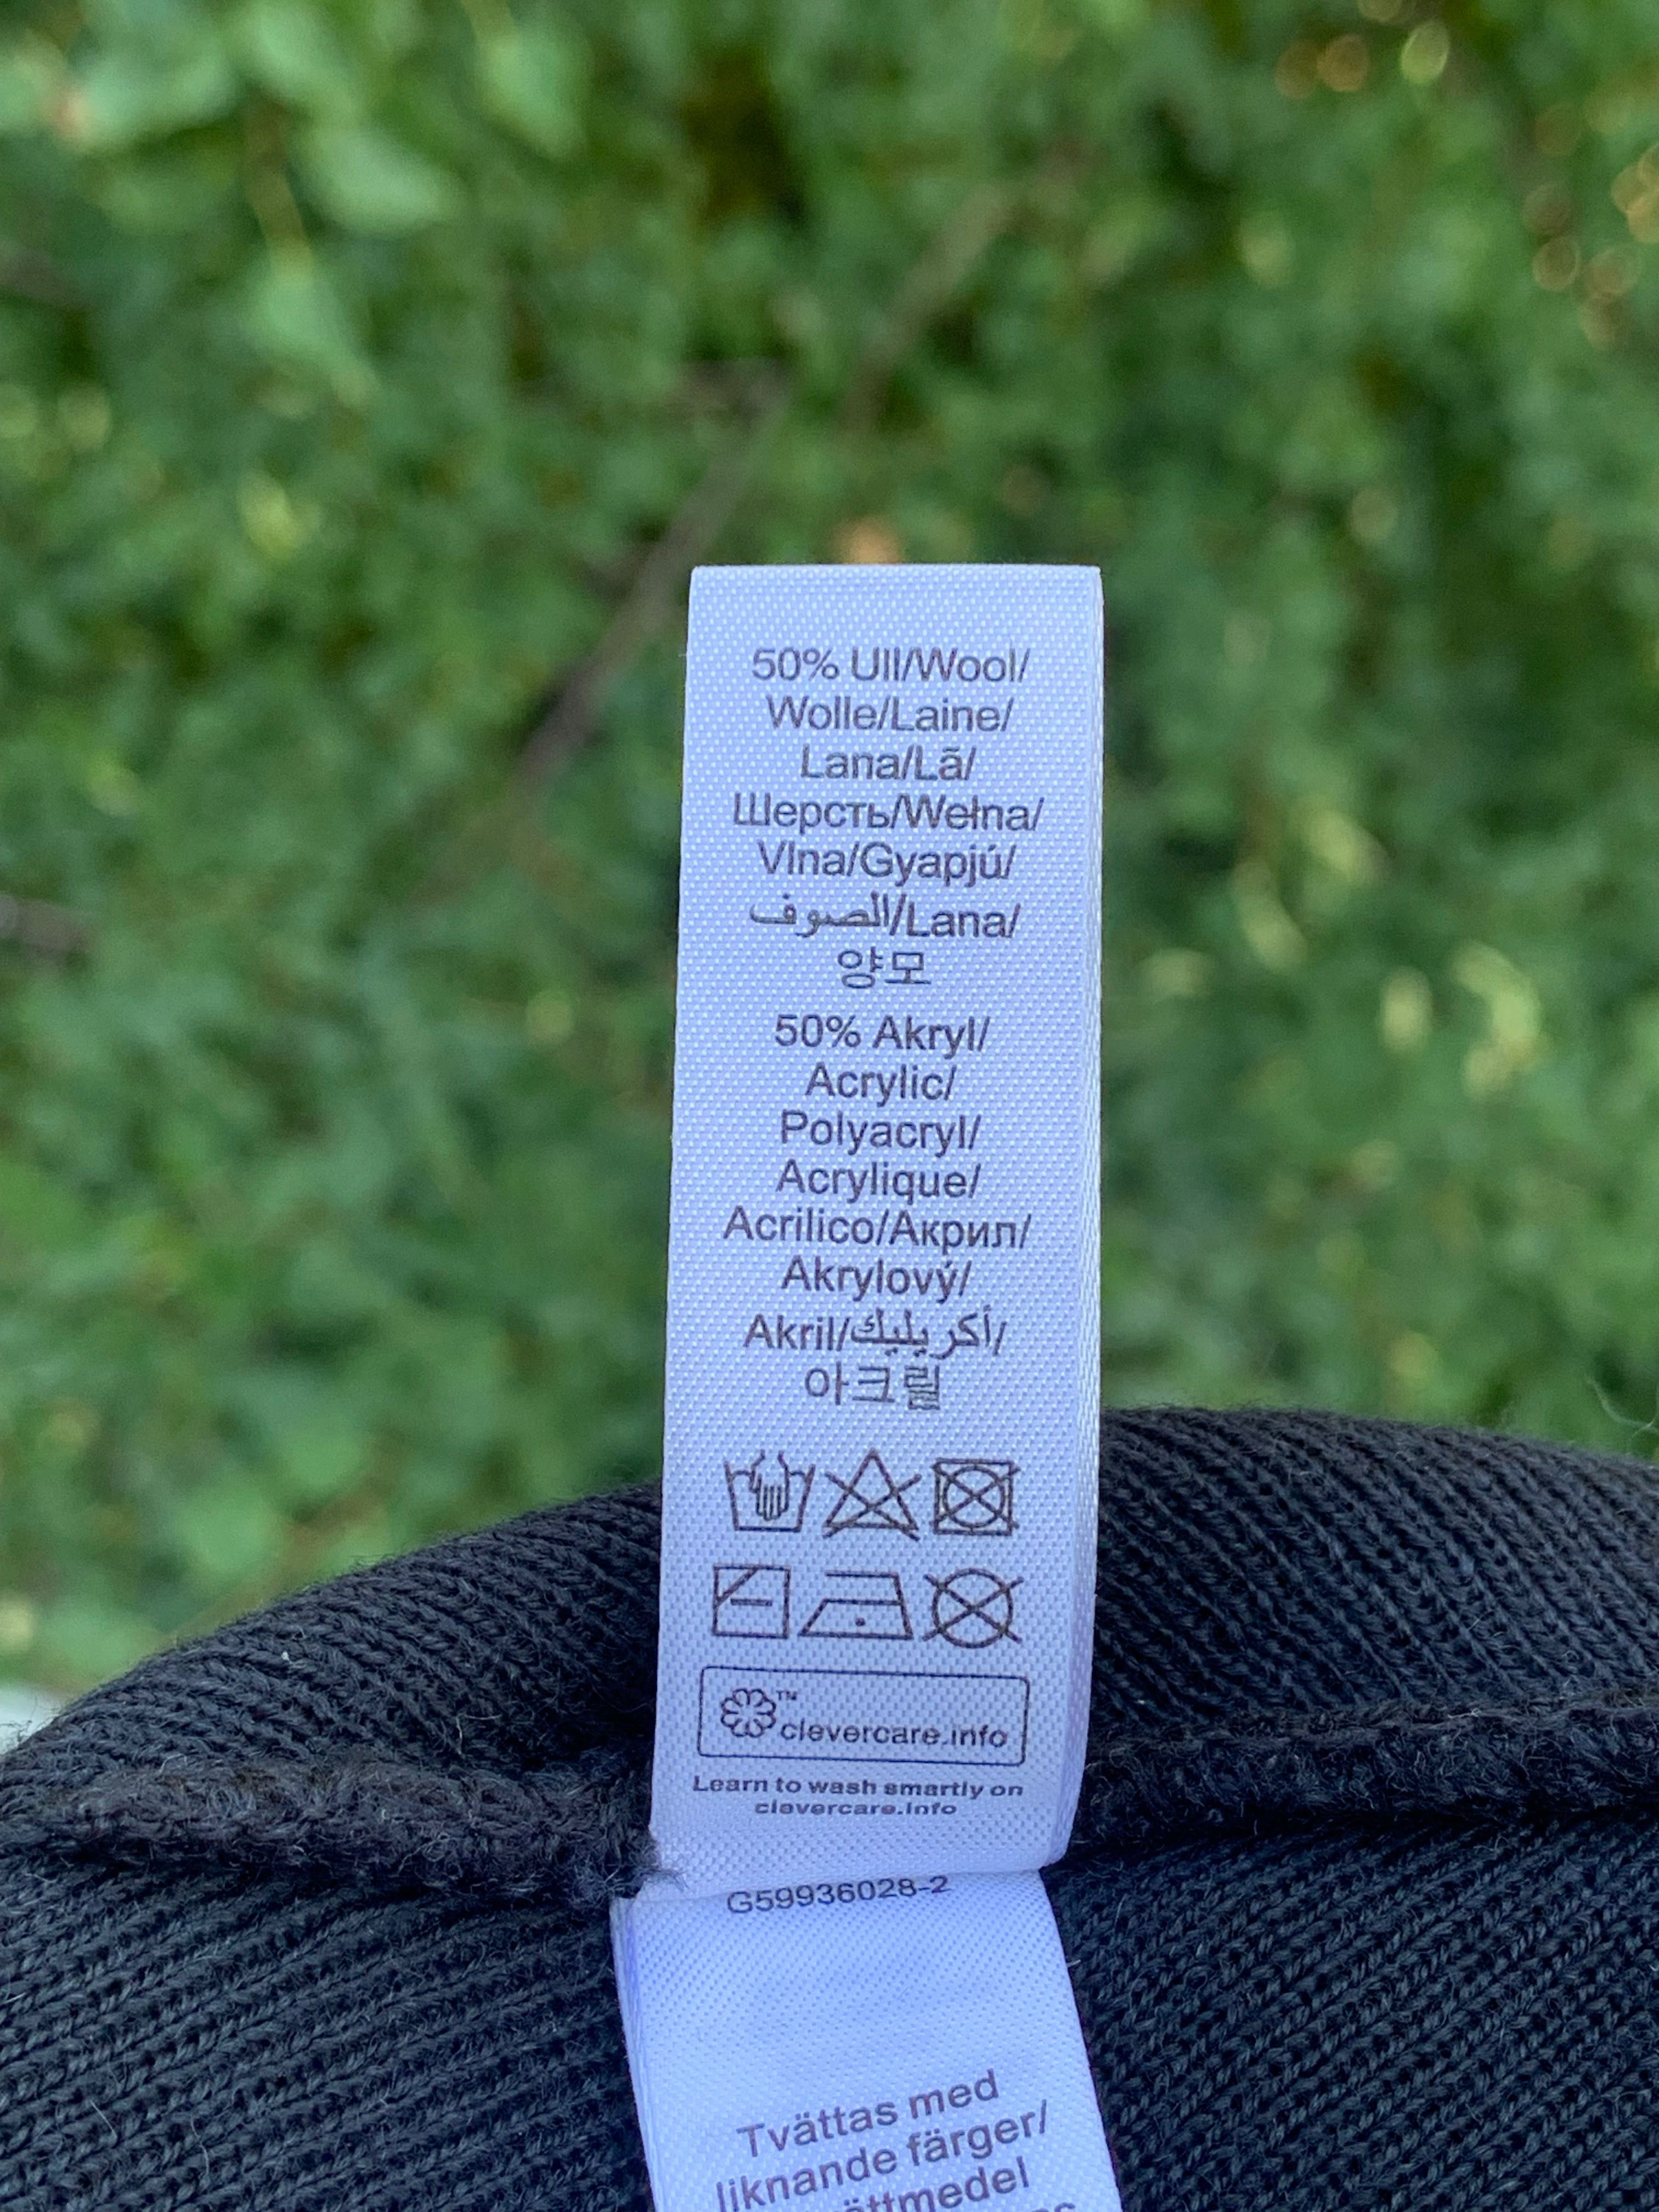 50% Ull/Wool/
Wolle/Laine/
Lana/Lã/
Шерсть/Wełna/
Vlna/Gyapjú/
الصوف/Lana/
양모
50% Akryl/
Acrylic/
Polyacryl/
Acrylique/
Acrilico/Акрил/
Akrylový/
Akril/أكريليك/
아크릴
™
clevercare.info
Learn to wash smartly on
clevercare.info
G59936028-2
Tvättas med
liknande färger/